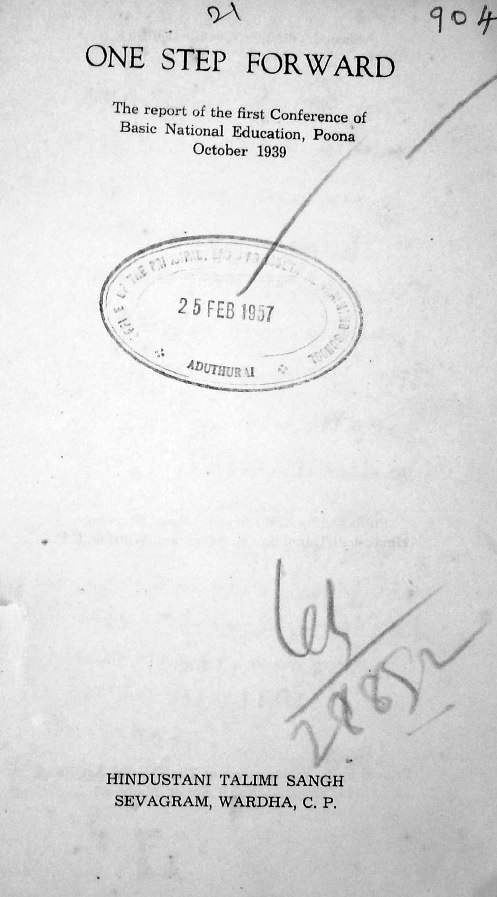 21
904
ONE STEP FORWARD
The report of the first Conference of
Basic National Education, Poona
October 1939
25 FEB 1957
ADUTHURAI
28852
HINDUSTANI TALIMI SANGH
SEVAGRAM, WARDHA, C. P.